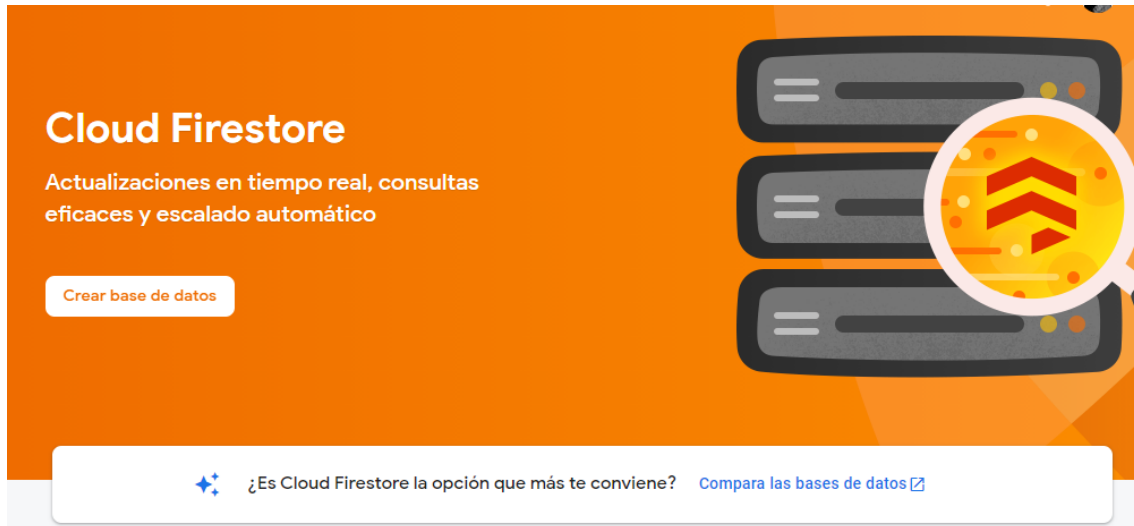 Cloud Firestore
Actualizaciones en tiempo real, consultas
eficaces y escalado automático
Crear base de datos
¿Es Cloud Firestore la opción que más te conviene? Compara las bases de datos